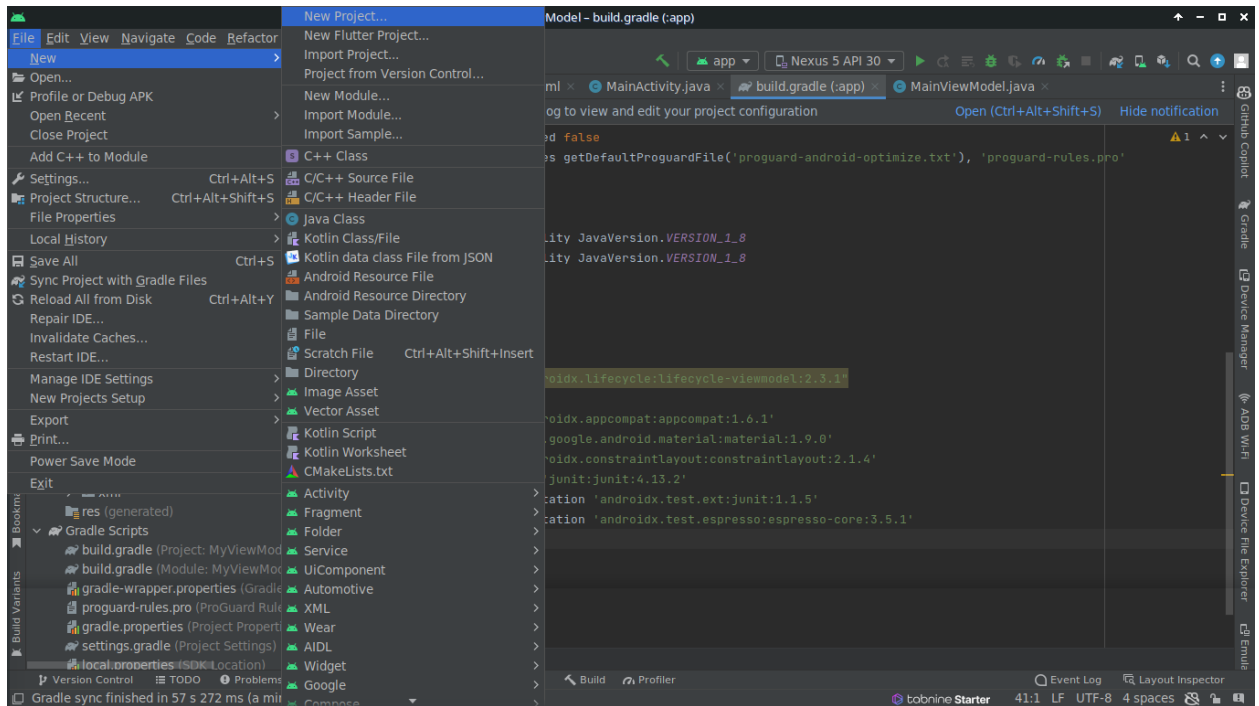 Model – build.gradle (:app)
File Edit View Navigate Code Refactor
New
Open...
Profile or Debug APK
Open Recent
Close Project
Add C++ to Module
Settings... Ctrl+Alt+S
Project Structure... Ctrl+Alt+Shift+S
File Properties
Local History
Save All Ctrl+S
Sync Project with Gradle Files
Reload All from Disk Ctrl+Alt+Y
Repair IDE...
Invalidate Caches...
Restart IDE...
Manage IDE Settings
New Projects Setup
Export
Print...
Power Save Mode
Exit
New Project...
New Flutter Project...
Import Project...
Project from Version Control...
New Module...
Import Module...
Import Sample...
C++ Class
C/C++ Source File
C/C++ Header File
Java Class
Kotlin Class/File
Kotlin data class File from JSON
Android Resource File
Android Resource Directory
Sample Data Directory
File
Scratch File Ctrl+Alt+Shift+Insert
Directory
Image Asset
Vector Asset
Kotlin Script
Kotlin Worksheet
CMakeLists.txt
Activity
Fragment
Folder
Service
UiComponent
Automotive
XML
Wear
AIDL
Widget
Google
Compose
app Nexus 5 API 30
ml MainActivity.java build.gradle (:app) MainViewModel.java
og to view and edit your project configuration Open (Ctrl+Alt+Shift+S) Hide notification
ed false
1
es getDefaultProguardFile('proguard-android-optimize.txt'), 'proguard-rules.pro'
lity JavaVersion.VERSION_1_8
lity JavaVersion.VERSION_1_8
roidx.lifecycle:lifecycle-viewmodel:2.3.1"
roidx.appcompat:appcompat:1.6.1'
.google.android.material:material:1.9.0'
roidx.constraintlayout:constraintlayout:2.1.4'
'junit:junit:4.13.2'
tation 'androidx.test.ext:junit:1.1.5'
tation 'androidx.test.espresso:espresso-core:3.5.1'
xml
res (generated)
Gradle Scripts
build.gradle (Project: MyViewMod
build.gradle (Module: MyViewMod
gradle-wrapper.properties (Gradle
proguard-rules.pro (ProGuard Rule
gradle.properties (Project Properti
settings.gradle (Project Settings)
local.properties (SDK Location)
Bookma
Build Variants
GitHub Copilot
Gradle
Device Manager
ADB Wi-Fi
Device File Explorer
Emula
Version Control TODO Problems Build Profiler Event Log Layout Inspector
Gradle sync finished in 57 s 272 ms (a min tabnine Starter 41:1 LF UTF-8 4 spaces